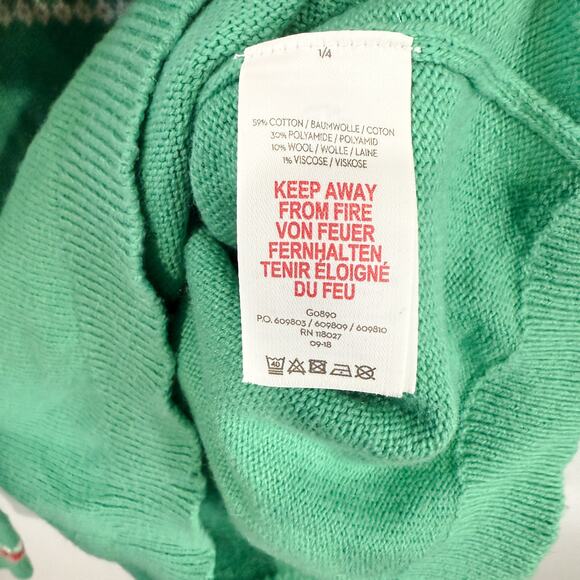 1/4
59% COTTON / BAUMWOLLE / COTON
30% POLYAMIDE / POLYAMID
10% WOOL / WOLLE / LAINE
1% VISCOSE / VISKOSE
KEEP AWAY
FROM FIRE
VON FEUER
FERNHALTEN
TENIR ÉLOIGNÉ
DU FEU
G0890
P.O. 609803 / 609809 / 609810
RN 118027
09-18
40